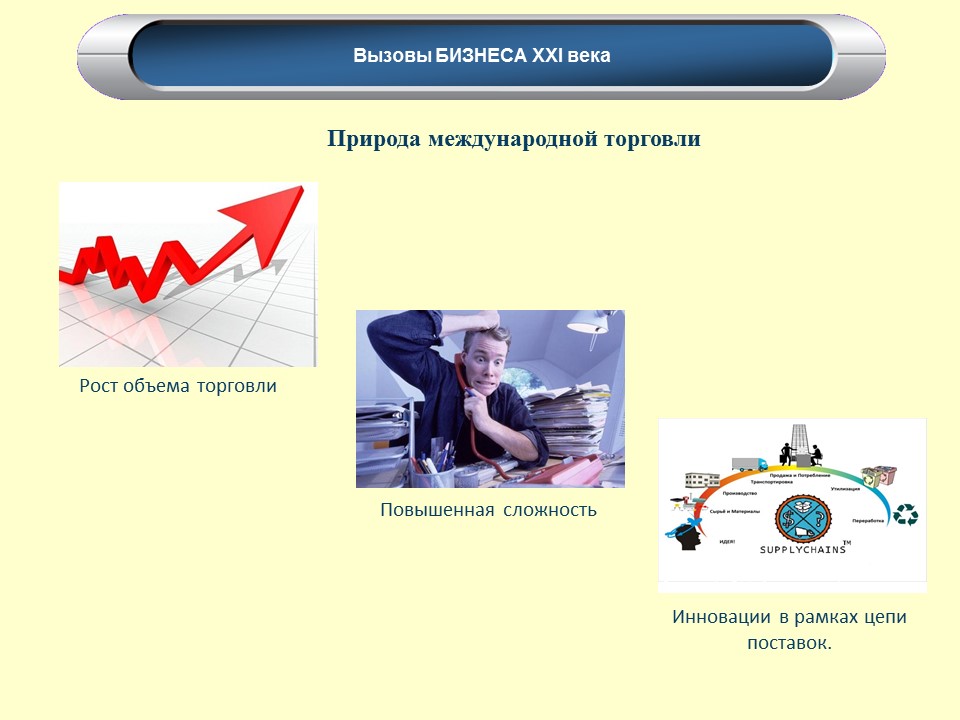 Вызовы БИЗНЕСА XXI века
Природа международной торговли
Рост объема торговли
Повышенная сложность
Продажа и Потребление
Транспортировка
Утилизация
Производство
Сырьё и Материалы
Переработка
ИДЕЯ!
SUPPLYCHAINS™
Инновации в рамках цепи
поставок.